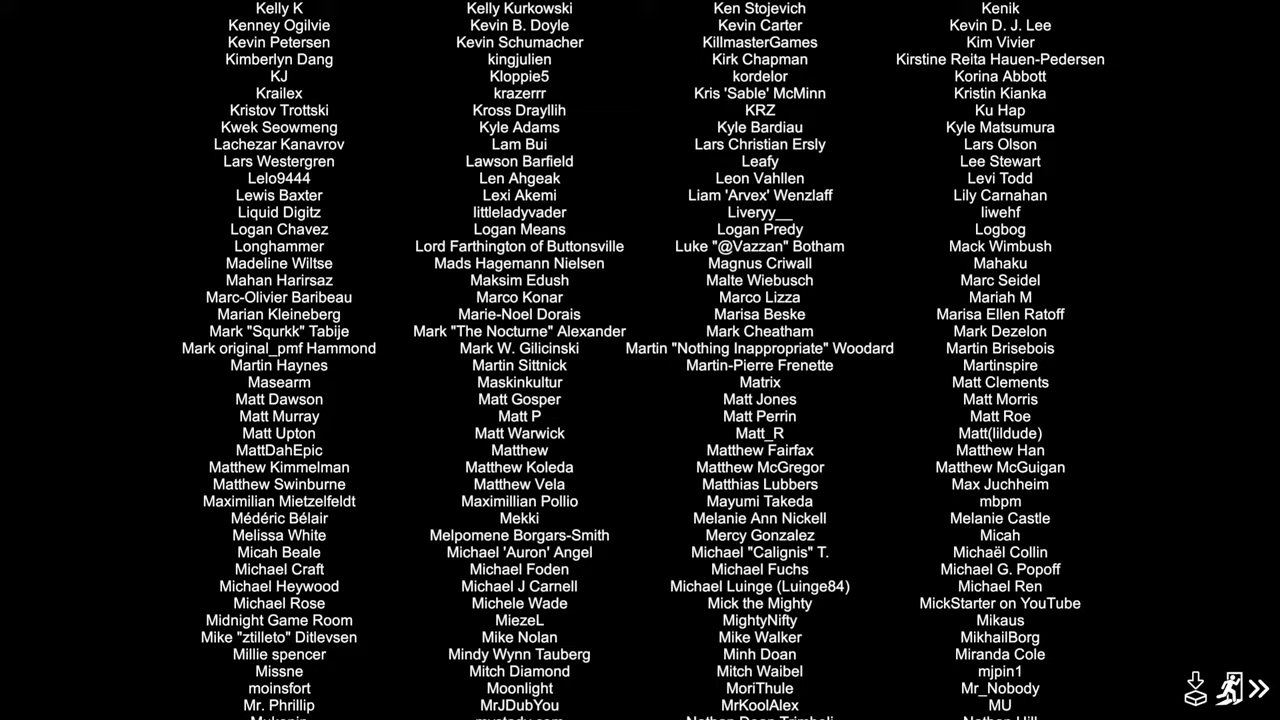 Kelly K Kelly Kurkowski Ken Stojevich Kenik
Kenney Ogilvie Kevin B. Doyle Kevin Carter Kevin D. J. Lee
Kevin Petersen Kevin Schumacher KillmasterGames Kim Vivier
Kimberlyn Dang kingjulien Kirk Chapman Kirstine Reita Hauen-Pedersen
KJ Kloppie5 kordelor Korina Abbott
Krailex krazerrr Kris 'Sable' McMinn Kristin Kianka
Kristov Trottski Kross Drayllih KRZ Ku Hap
Kwek Seowmeng Kyle Adams Kyle Bardiau Kyle Matsumura
Lachezar Kanavrov Lam Bui Lars Christian Ersly Lars Olson
Lars Westergren Lawson Barfield Leafy Lee Stewart
Lelo9444 Len Ahgeak Leon Vahllen Levi Todd
Lewis Baxter Lexi Akemi Liam 'Arvex' Wenzlaff Lily Carnahan
Liquid Digitz littleladyvader Liveryy__ liwehf
Logan Chavez Logan Means Logan Predy Logbog
Longhammer Lord Farthington of Buttonsville Luke "@Vazzan" Botham Mack Wimbush
Madeline Wiltse Mads Hagemann Nielsen Magnus Criwall Mahaku
Mahan Harirsaz Maksim Edush Malte Wiebusch Marc Seidel
Marc-Olivier Baribeau Marco Konar Marco Lizza Mariah M
Marian Kleineberg Marie-Noel Dorais Marisa Beske Marisa Ellen Ratoff
Mark "Squrkk" Tabije Mark "The Nocturne" Alexander Mark Cheatham Mark Dezelon
Mark original_pmf Hammond Mark W. Gilicinski Martin "Nothing Inappropriate" Woodard Martin Brisebois
Martin Haynes Martin Sittnick Martin-Pierre Frenette Martinspire
Masearm Maskinkultur Matrix Matt Clements
Matt Dawson Matt Gosper Matt Jones Matt Morris
Matt Murray Matt P Matt Perrin Matt Roe
Matt Upton Matt Warwick Matt_R Matt(lildude)
MattDahEpic Matthew Matthew Fairfax Matthew Han
Matthew Kimmelman Matthew Koleda Matthew McGregor Matthew McGuigan
Matthew Swinburne Matthew Vela Matthias Lubbers Max Juchheim
Maximilian Mietzelfeldt Maximillian Pollio Mayumi Takeda mbpm
Médéric Bélair Mekki Melanie Ann Nickell Melanie Castle
Melissa White Melpomene Borgars-Smith Mercy Gonzalez Micah
Micah Beale Michael 'Auron' Angel Michael "Calignis" T. Michaël Collin
Michael Craft Michael Foden Michael Fuchs Michael G. Popoff
Michael Heywood Michael J Carnell Michael Luinge (Luinge84) Michael Ren
Michael Rose Michele Wade Mick the Mighty MickStarter on YouTube
Midnight Game Room MiezeL MightyNifty Mikaus
Mike "ztilleto" Ditlevsen Mike Nolan Mike Walker MikhailBorg
Millie spencer Mindy Wynn Tauberg Minh Doan Miranda Cole
Missne Mitch Diamond Mitch Waibel mjpin1
moinsfort Moonlight MoriThule Mr_Nobody
Mr. Phrillip MrJDubYou MrKoolAlex MU